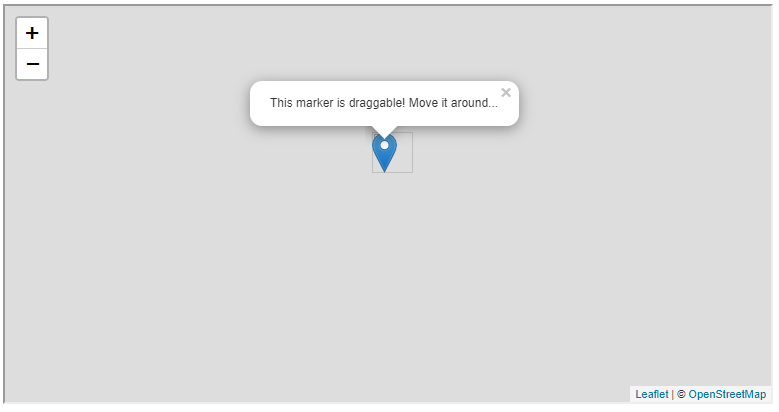 +
−
This marker is draggable! Move it around...
×
Leaflet | © OpenStreetMap